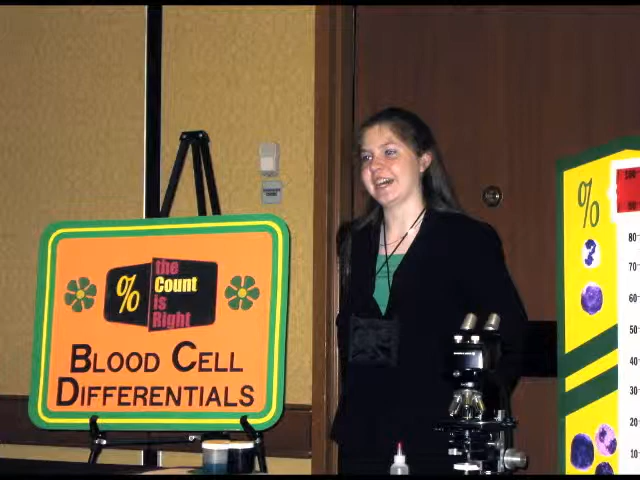 %
the
Count
is
Right
BLOOD CELL
DIFFERENTIALS
%
80
70
60
50
40
30
20
10